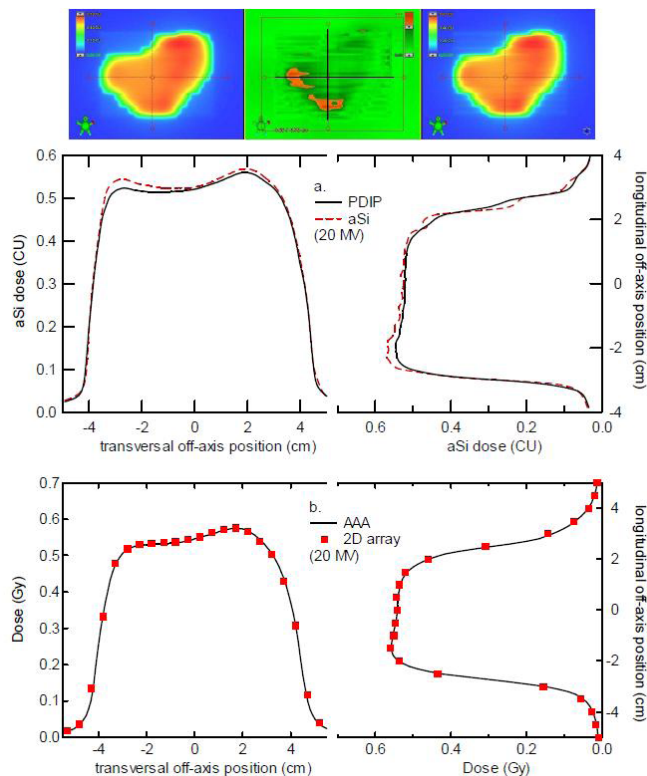 0.6
0.5
0.4
0.3
0.2
0.1
0.0
aSi dose (CU)
-4
-2
0
2
4
transversal off-axis position (cm)
a.
PDIP
aSi
(20 MV)
0.6
0.4
0.2
0.0
aSi dose (CU)
4
2
0
-2
-4
longitudinal off-axis position (cm)
0.7
0.6
0.5
0.4
0.3
0.2
0.1
0.0
Dose (Gy)
-4
-2
0
2
4
transversal off-axis position (cm)
b.
AAA
2D array
(20 MV)
0.6
0.4
0.2
0.0
Dose (Gy)
4
2
0
-2
-4
longitudinal off-axis position (cm)